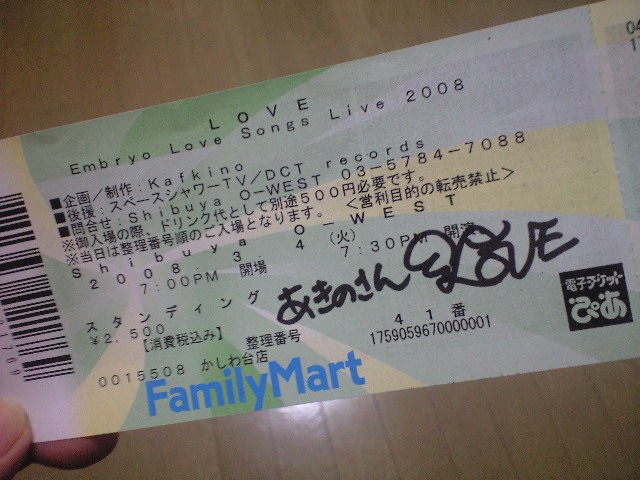 LOVE
Embryo Love Songs Live 2008
■企画/制作:Kafkino
■後援:スペースシャワーTV/DCT records
■問合せ:Shibuya O-WEST 03-5784-7088
※御入場の際、ドリンク代として別途500円必要です。
※当日は整理番号順のご入場となります。 <営利目的の転売禁止>
Shibuya O-WEST
2008.3.4(火)
7:00PM 開場 7:30PM 開演
スタンディング
あきのさん
LOVE
¥2,500
【消費税込み】
整理番号 41番
1759059670000001
0015508 かしわ台店
FamilyMart
電子チケット
ぴあ